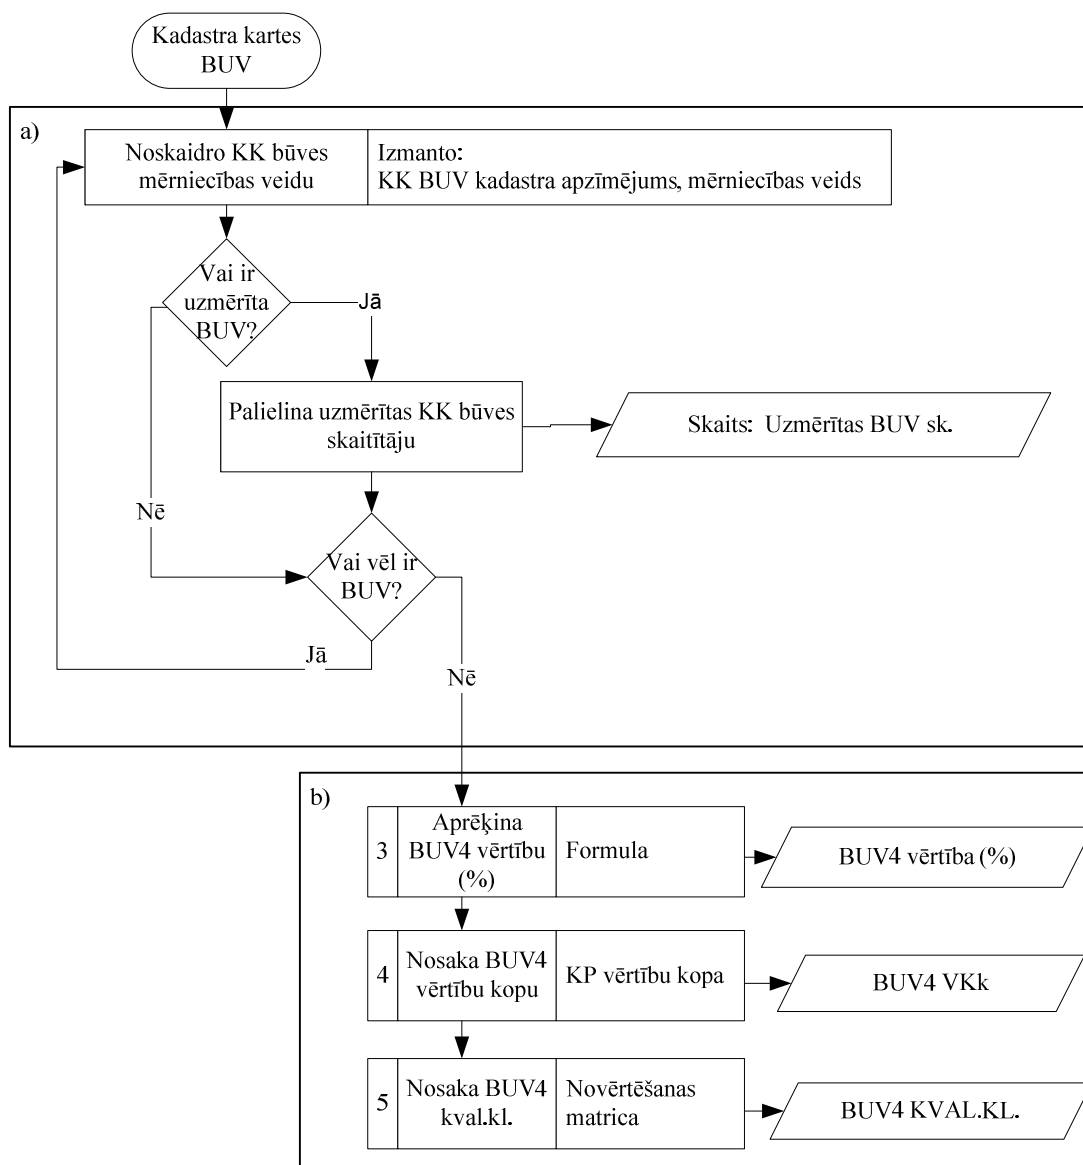 Kadastra kartes
BUV
a)
Noskaidro KK būves
mērniecības veidu
Izmanto:
KK BUV kadastra apzīmējums, mērniecības veids
Vai ir
uzmērīta
BUV?
Jā
Palielina uzmērītas KK būves
skaitītāju
Skaits: Uzmērītas BUV sk.
Nē
Vai vēl ir
BUV?
Jā
Nē
b)
3
Aprēķina
BUV4 vērtību
(%)
Formula
BUV4 vērtība (%)
4
Nosaka BUV4
vērtību kopu
KP vērtību kopa
BUV4 VKk
5
Nosaka BUV4
kval.kl.
Novērtēšanas
matrica
BUV4 KVAL.KL.